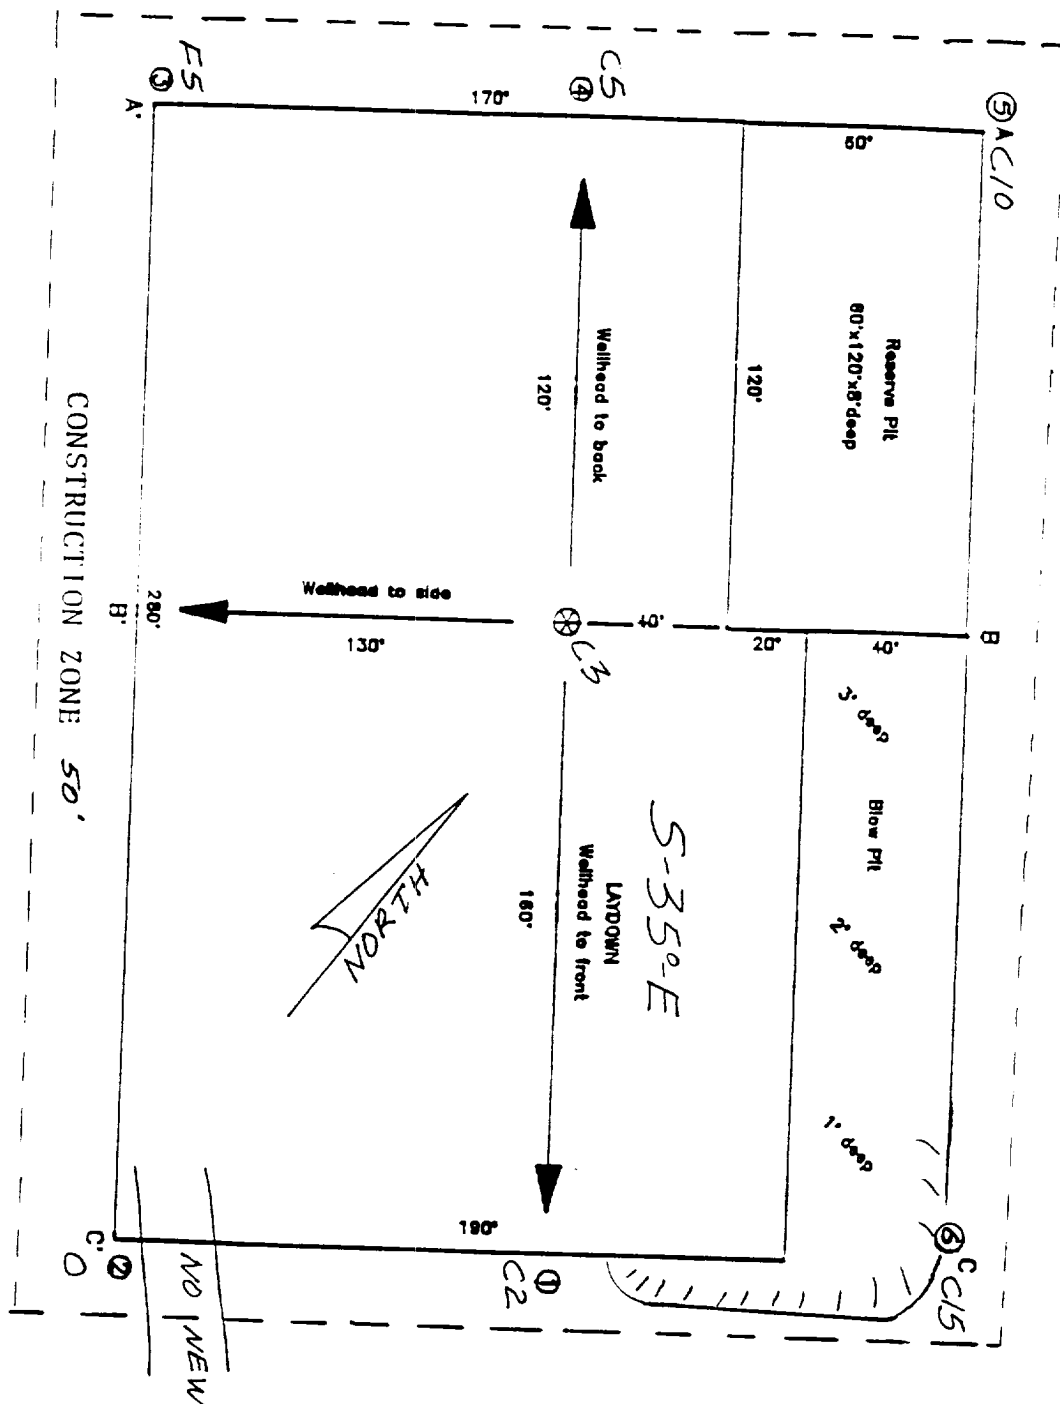 F5
③
A'
170'
C5
④
⑤ A C10
60'
Reserve Pit
60'x120'x8'deep
120'
Wellhead to back
120'
Wellhead to side
130'
280'
B'
C3
40'
20'
40'
B
3' deep
Blow Pit
2' deep
1' deep
S-35°-E
LAYDOWN
Wellhead to front
160'
NORTH
CONSTRUCTION ZONE 50'
190'
C'
②
O
NO NEW
①
C2
⑥ C C15